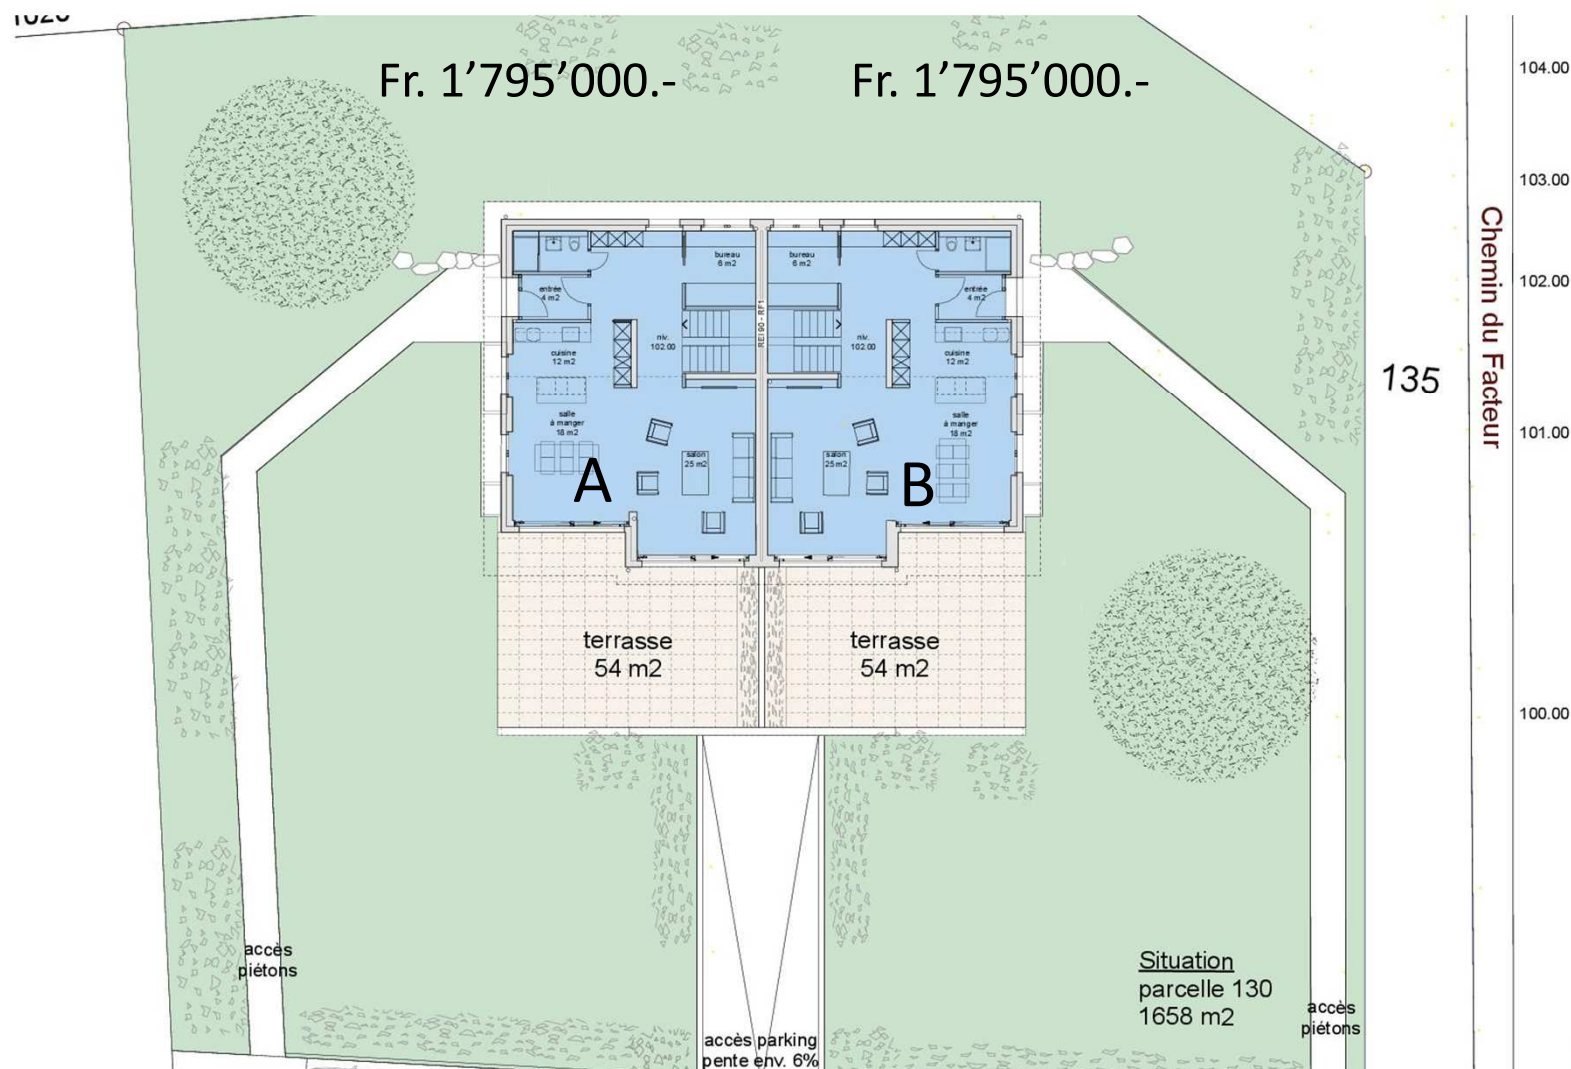 Fr. 1’795’000.-
Fr. 1’795’000.-
104.00
103.00
102.00
101.00
100.00
Chemin du Facteur
135
bureau
6 m2
bureau
6 m2
entrée
4 m2
entrée
4 m2
niv.
102.00
niv.
102.00
REI 90 - RF1
cuisine
12 m2
cuisine
12 m2
salle
à manger
18 m2
salle
à manger
18 m2
salon
25 m2
salon
25 m2
A
B
terrasse
54 m2
terrasse
54 m2
accès
piétons
Situation
parcelle 130
1658 m2
accès
piétons
accès parking
pente env. 6%